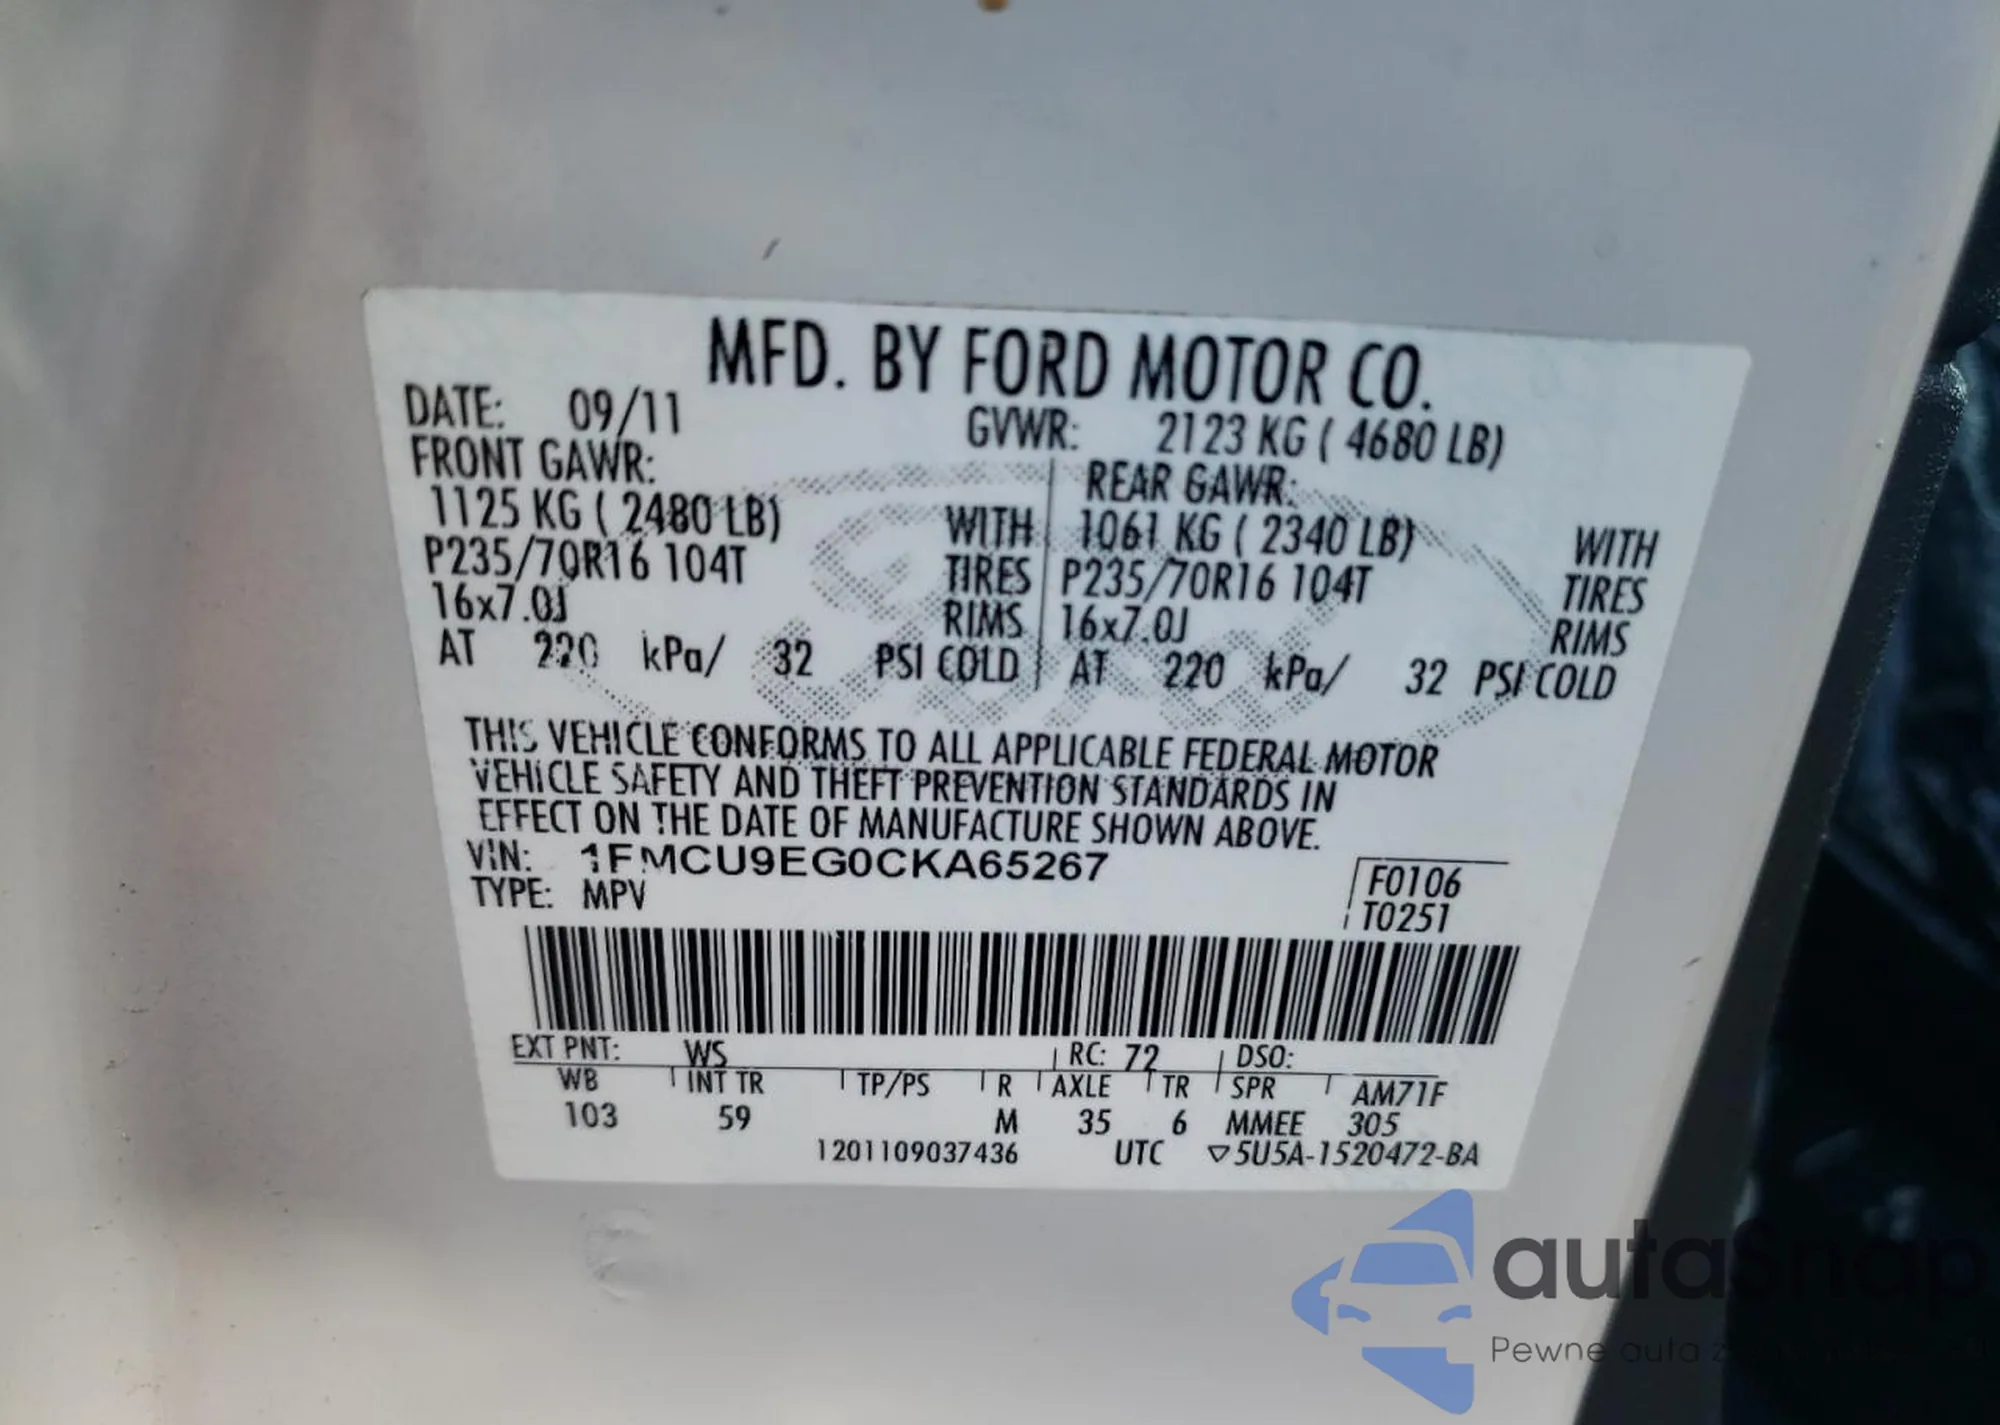 MFD. BY FORD MOTOR CO.
DATE: 09/11 GVWR: 2123 KG ( 4680 LB)
FRONT GAWR: REAR GAWR:
1125 KG ( 2480 LB) WITH 1061 KG ( 2340 LB) WITH
P235/70R16 104T TIRES P235/70R16 104T TIRES
16x7.0J RIMS 16x7.0J RIMS
AT 220 kPa/ 32 PSI COLD AT 220 kPa/ 32 PSI COLD
THIS VEHICLE CONFORMS TO ALL APPLICABLE FEDERAL MOTOR
VEHICLE SAFETY AND THEFT PREVENTION STANDARDS IN
EFFECT ON THE DATE OF MANUFACTURE SHOWN ABOVE.
VIN: 1FMCU9EG0CKA65267
TYPE: MPV
F0106
T0251
EXT PNT: WS RC: 72 DSO:
WB INT TR TP/PS R AXLE TR SPR AM71F
103 59 M 35 6 MMEE 305
1201109037436 UTC ▽5U5A-1520472-BA
autasnap
Pewne auta z